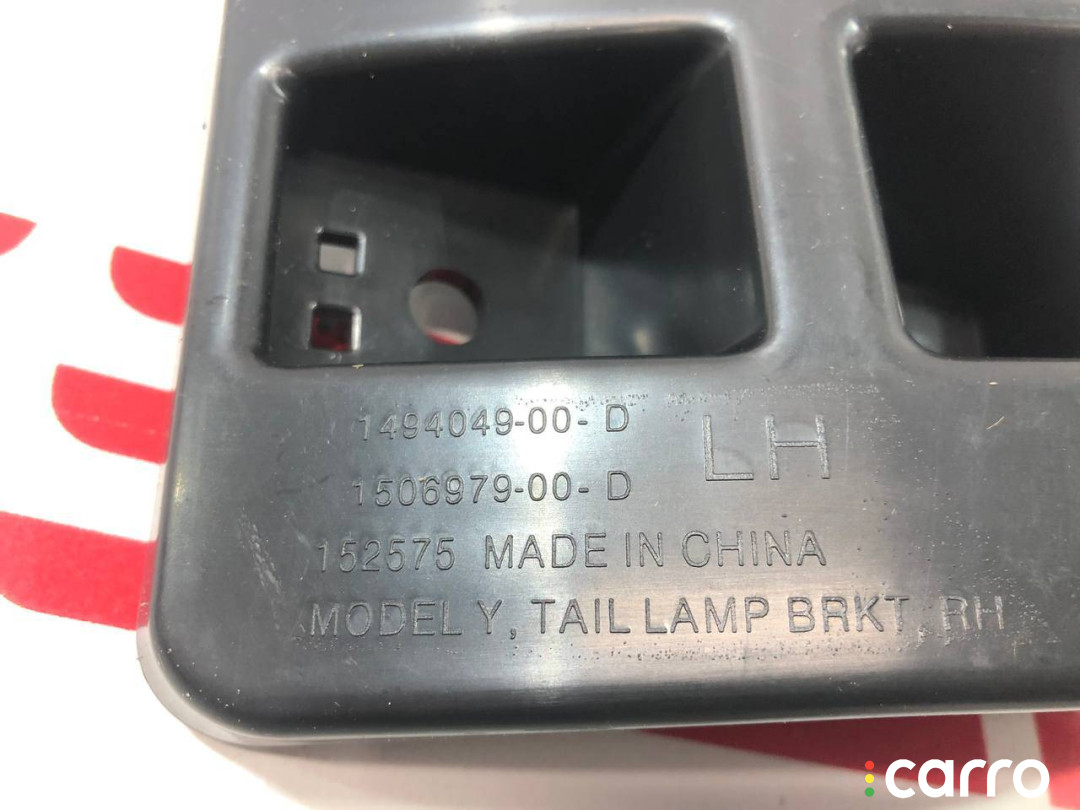 1494049-00- D
LH
1506979-00- D
152575 MADE IN CHINA
MODEL Y, TAIL LAMP BRKT, RH
carro